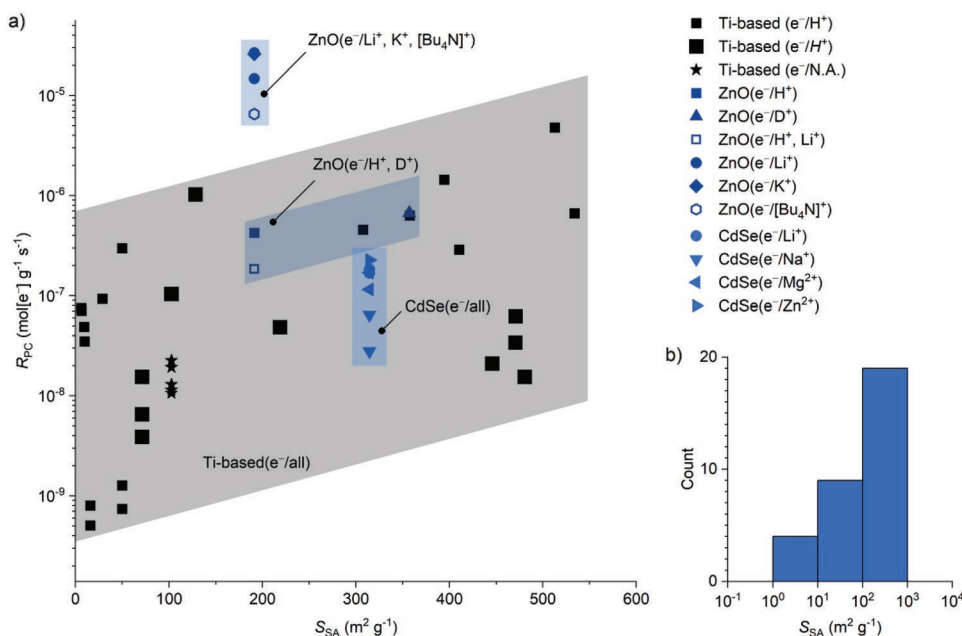 a)
R_PC (mol[e⁻] g⁻¹ s⁻¹)
10⁻⁵
10⁻⁶
10⁻⁷
10⁻⁸
10⁻⁹
ZnO(e⁻/Li⁺, K⁺, [Bu₄N]⁺)
ZnO(e⁻/H⁺, D⁺)
CdSe(e⁻/all)
Ti-based(e⁻/all)
0
100
200
300
400
500
600
S_SA (m² g⁻¹)
Ti-based (e⁻/H⁺)
Ti-based (e⁻/H⁺)
Ti-based (e⁻/N.A.)
ZnO(e⁻/H⁺)
ZnO(e⁻/D⁺)
ZnO(e⁻/H⁺, Li⁺)
ZnO(e⁻/Li⁺)
ZnO(e⁻/K⁺)
ZnO(e⁻/[Bu₄N]⁺)
CdSe(e⁻/Li⁺)
CdSe(e⁻/Na⁺)
CdSe(e⁻/Mg²⁺)
CdSe(e⁻/Zn²⁺)
b)
Count
20
10
0
10⁻¹
10⁰
10¹
10²
10³
S_SA (m² g⁻¹)